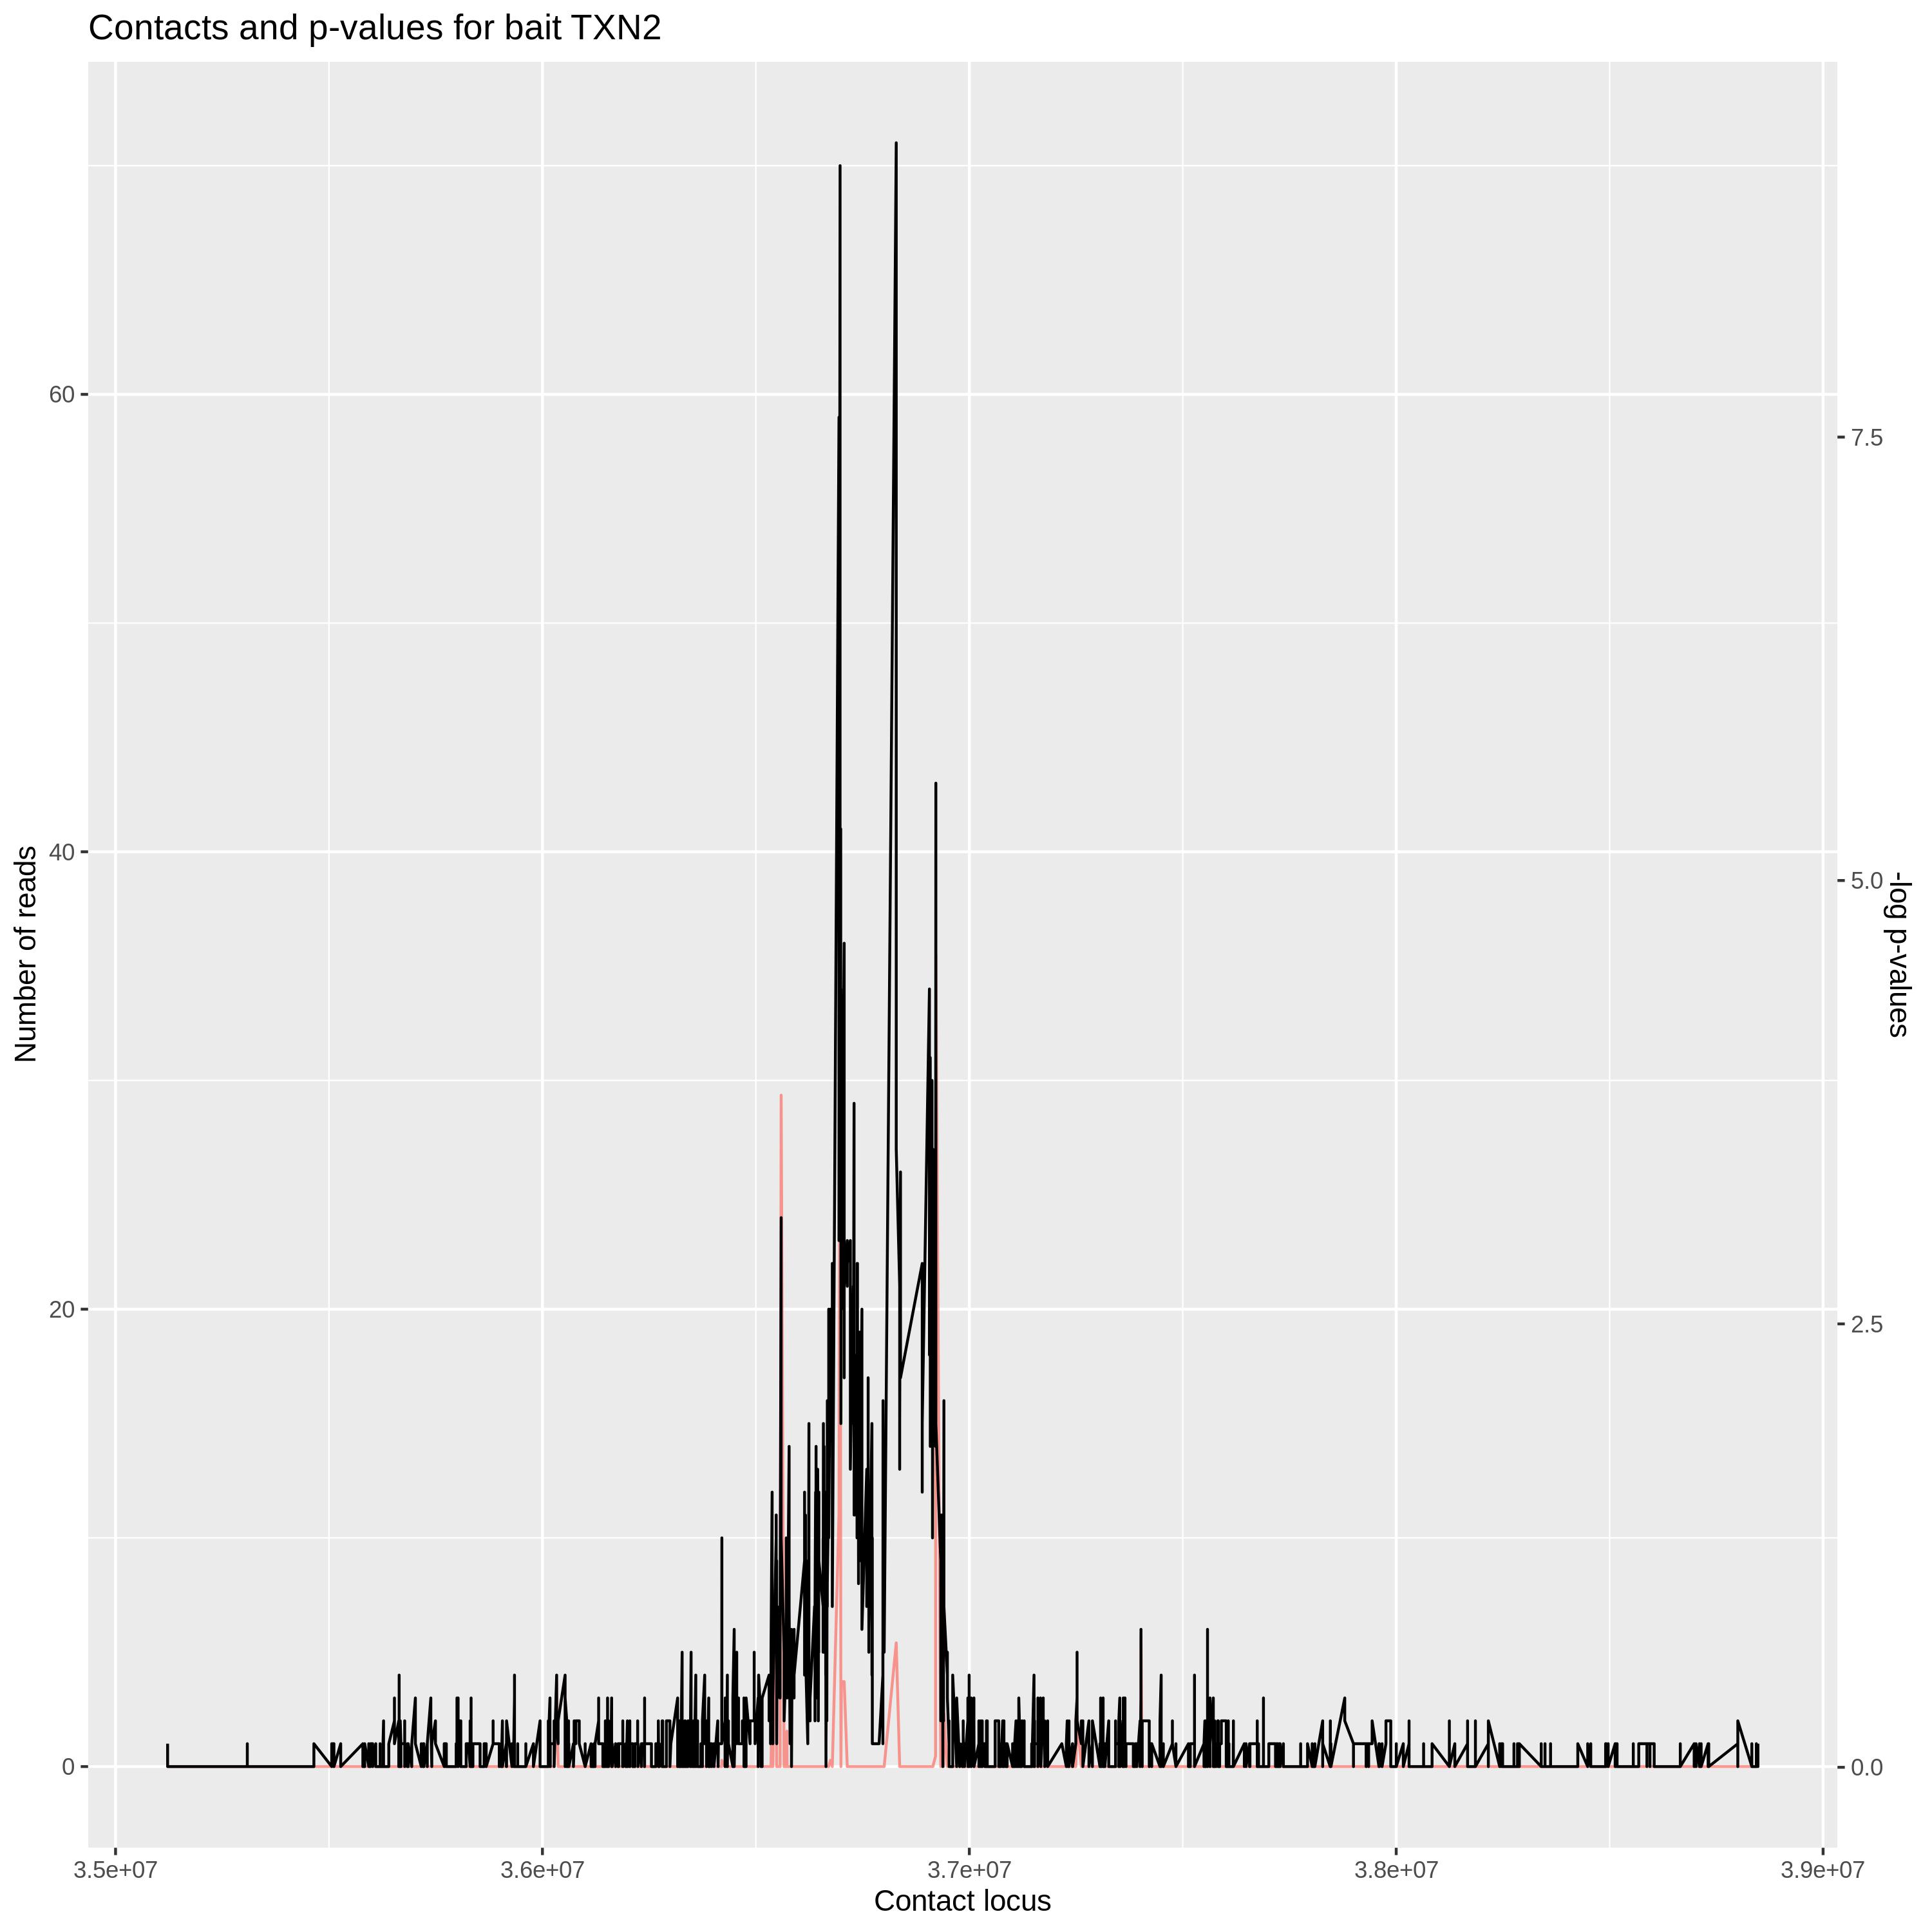 Contacts and p-values for bait TXN2
Number of reads
60
40
20
0
7.5
5.0
2.5
0.0
-log p-values
3.5e+07 3.6e+07 3.7e+07 3.8e+07 3.9e+07
Contact locus